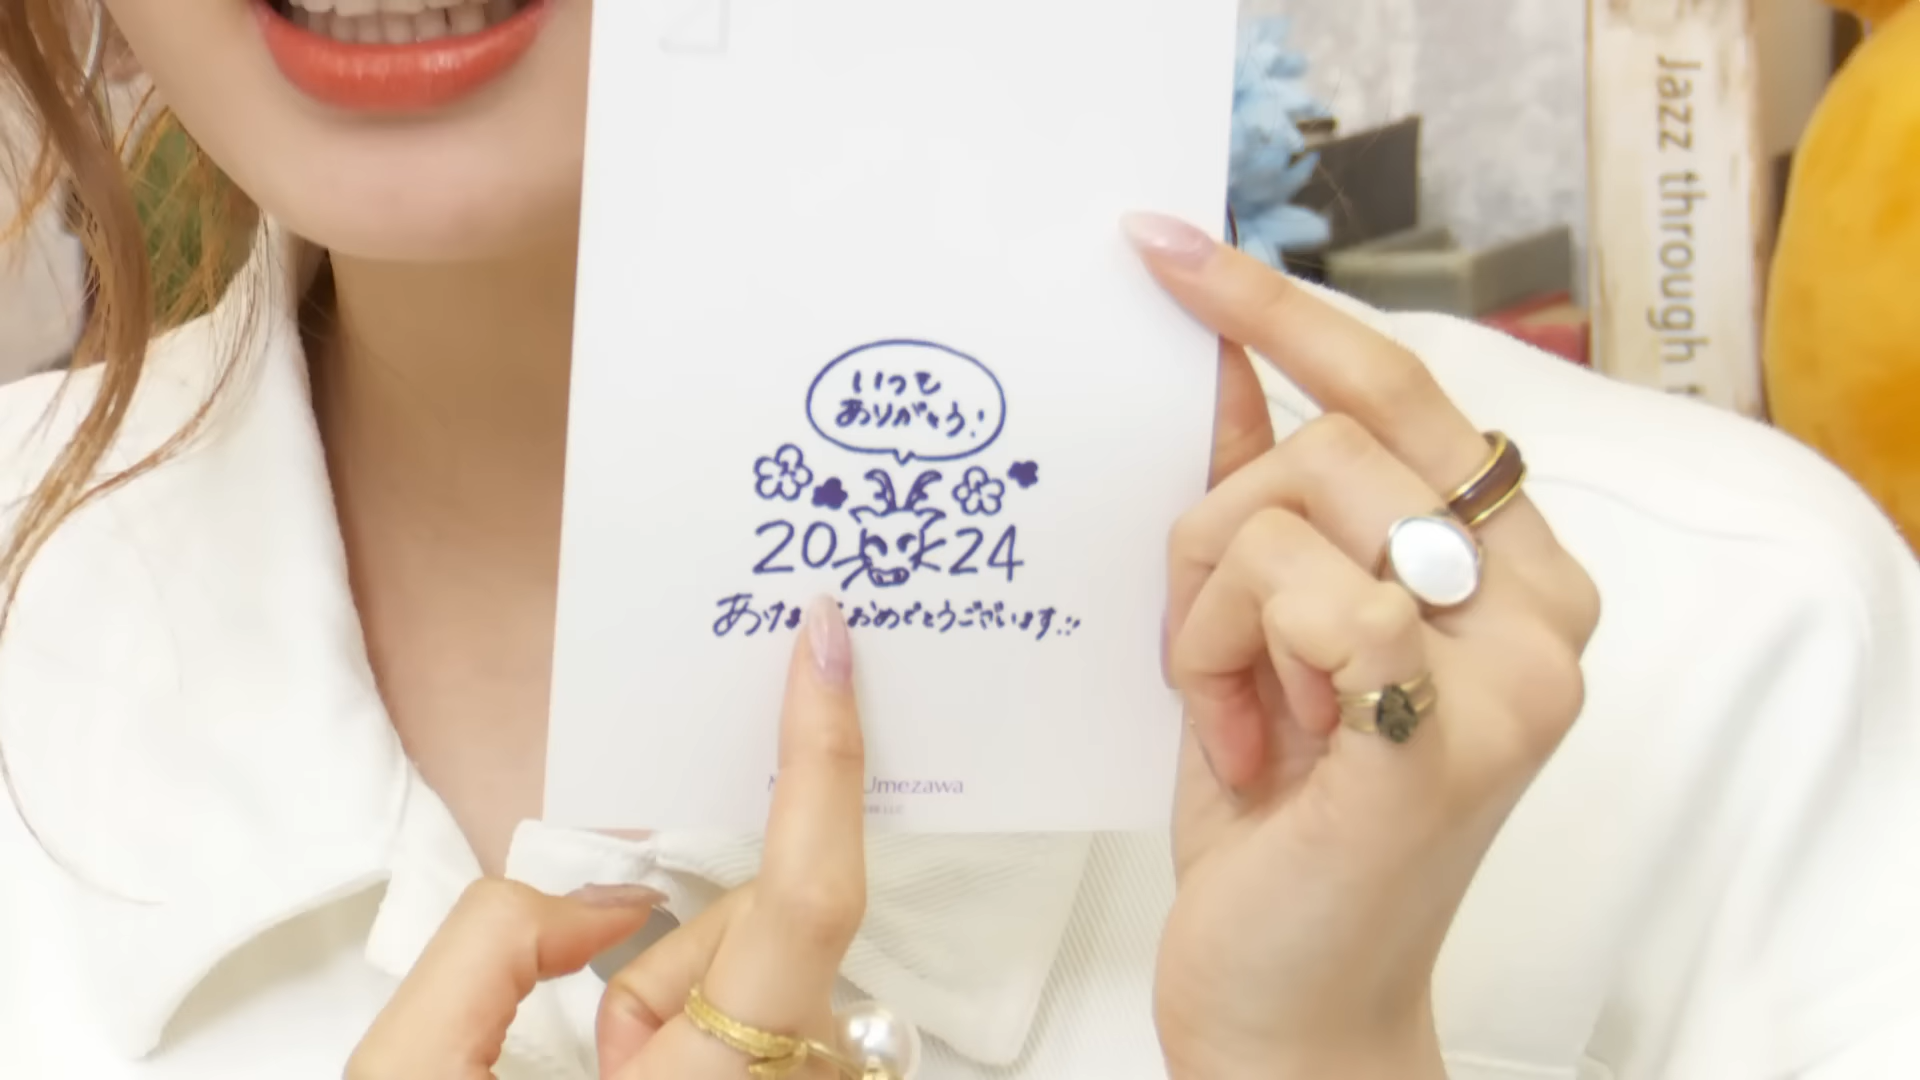 いつも
ありがとう!
2024
あけま おめでとうございます!!
Umezawa
Jazz through